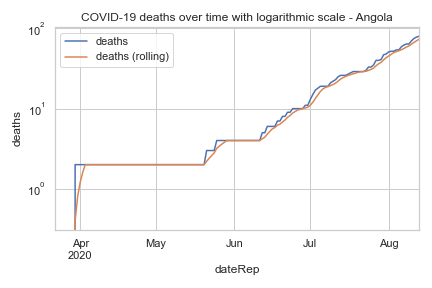 COVID-19 deaths over time with logarithmic scale - Angola
deaths
deaths (rolling)
10²
10¹
10⁰
deaths
Apr May Jun Jul Aug
2020
dateRep